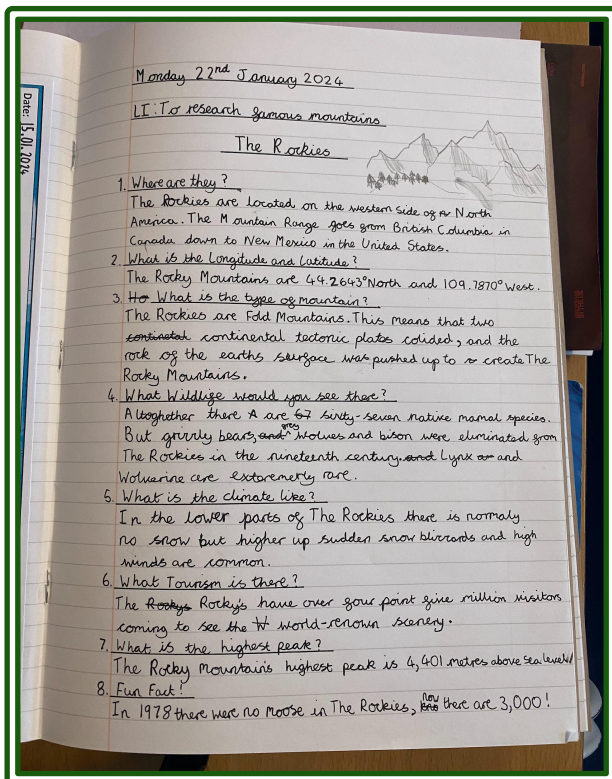 Date: 15.01.2024
Monday 22nd January 2024
LI: To research famous mountains
The Rockies
1. Where are they?
The Rockies are located on the western side of North
America. The Mountain Range goes from British Columbia in
Canada down to New Mexico in the United States.
2. What is the Longitude and Latitude?
The Rocky Mountains are 44.2643°North and 109.7870°West.
3. Ho What is the type of mountain?
The Rockies are Fold Mountains. This means that two
continetal continental tectonic plates colided, and the
rock of the earths surface was pushed up to create The
Rocky Mountains.
4. What Wildlife would you see there?
Altoghether there A are 67 sixty-seven native mamal species.
But grizzly bears, and grey wolves and bison were eliminated from
The Rockies in the nineteenth century. and Lynx and
Wolverine are extoremetly rare.
5. What is the climate like?
In the lower parts of The Rockies there is normaly
no snow but higher up sudden snow blizzards and high
winds are common.
6. What Tourism is there?
The Rockys Rocky's have over four point five million visitors
coming to see the W world-renown scenery.
7. What is the highest peak?
The Rocky Mountain's highest peak is 4,401 metres above sea level
8. Fun Fact!
In 1978 there were no moose in The Rockies, now there are 3,000!